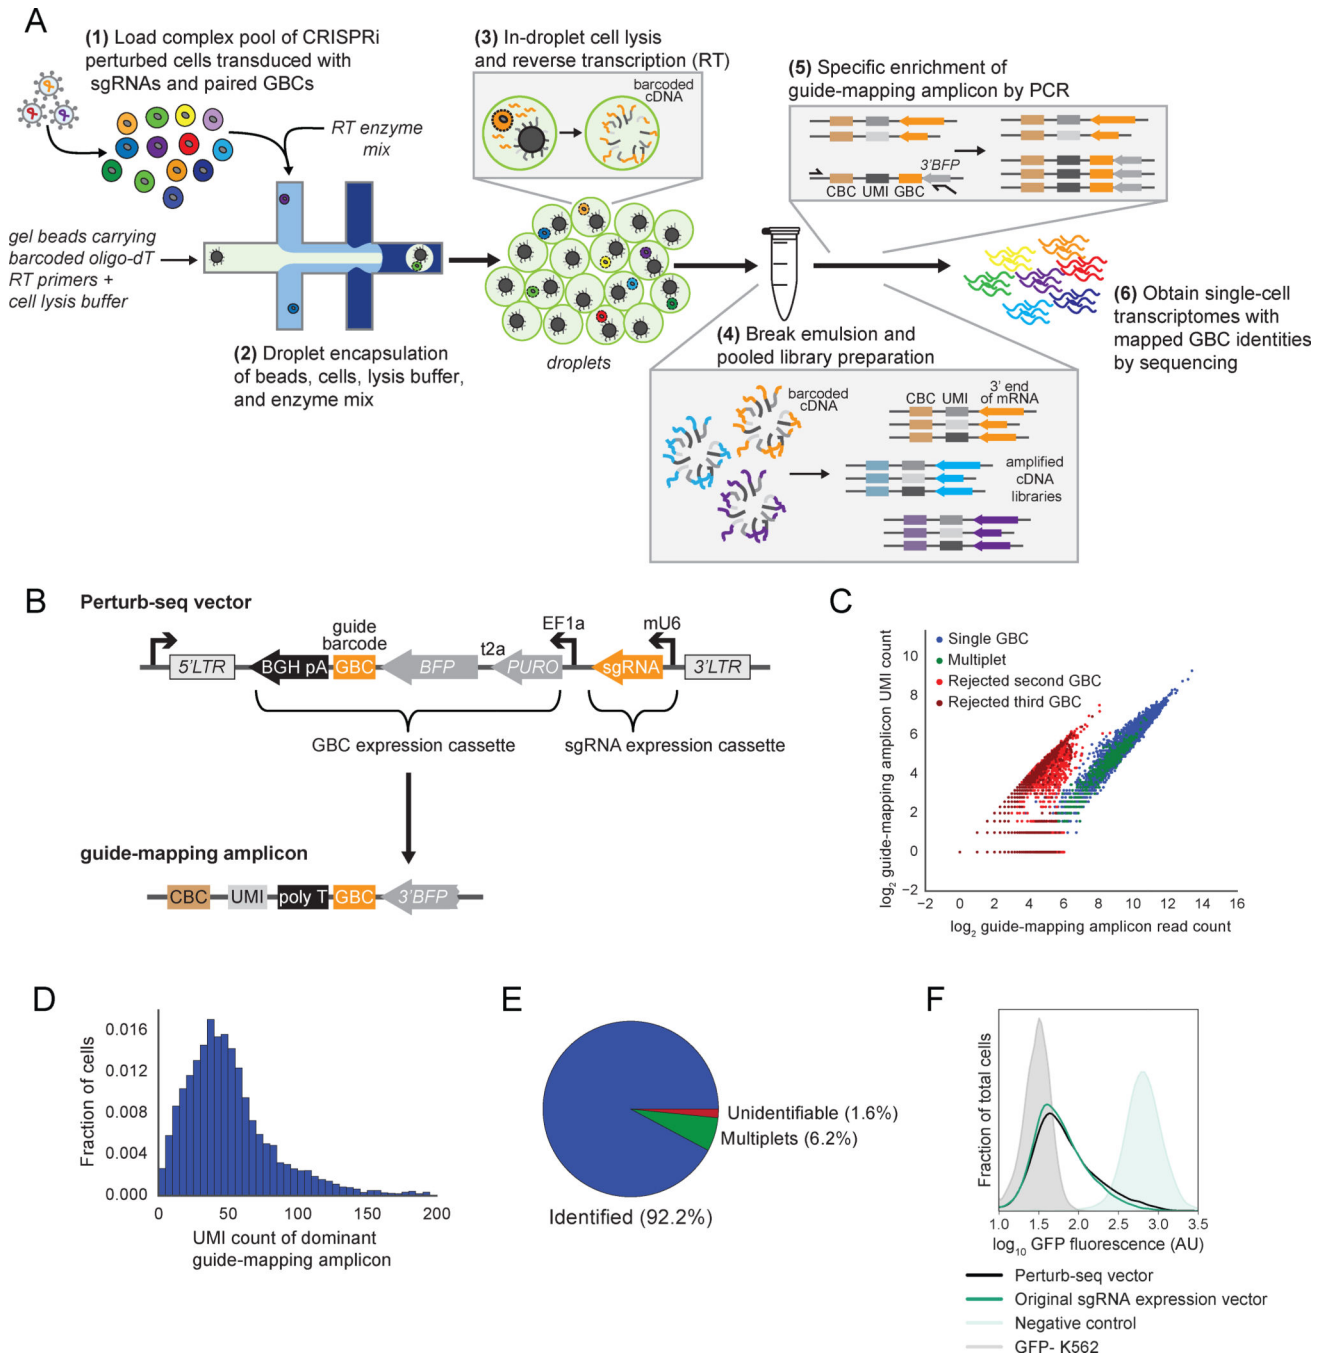 A
(1) Load complex pool of CRISPRi
perturbed cells transduced with
sgRNAs and paired GBCs
RT enzyme
mix
gel beads carrying
barcoded oligo-dT
RT primers +
cell lysis buffer
(2) Droplet encapsulation
of beads, cells, lysis buffer,
and enzyme mix
(3) In-droplet cell lysis
and reverse transcription (RT)
barcoded
cDNA
droplets
(4) Break emulsion and
pooled library preparation
barcoded
cDNA
CBC UMI
3' end
of mRNA
amplified
cDNA
libraries
(5) Specific enrichment of
guide-mapping amplicon by PCR
3'BFP
CBC UMI GBC
(6) Obtain single-cell
transcriptomes with
mapped GBC identities
by sequencing
B
Perturb-seq vector
guide
barcode
t2a
EF1a
mU6
5'LTR
BGH pA
GBC
BFP
PURO
sgRNA
3'LTR
GBC expression cassette
sgRNA expression cassette
guide-mapping amplicon
CBC
UMI
poly T
GBC
3'BFP
C
log2 guide-mapping amplicon UMI count
10
8
6
4
2
0
−2
Single GBC
Multiplet
Rejected second GBC
Rejected third GBC
−2 0 2 4 6 8 10 12 14 16
log2 guide-mapping amplicon read count
D
Fraction of cells
0.016
0.012
0.008
0.004
0.000
0 50 100 150 200
UMI count of dominant
guide-mapping amplicon
E
Unidentifiable (1.6%)
Multiplets (6.2%)
Identified (92.2%)
F
Fraction of total cells
1.0 1.5 2.0 2.5 3.0 3.5
log10 GFP fluorescence (AU)
Perturb-seq vector
Original sgRNA expression vector
Negative control
GFP- K562